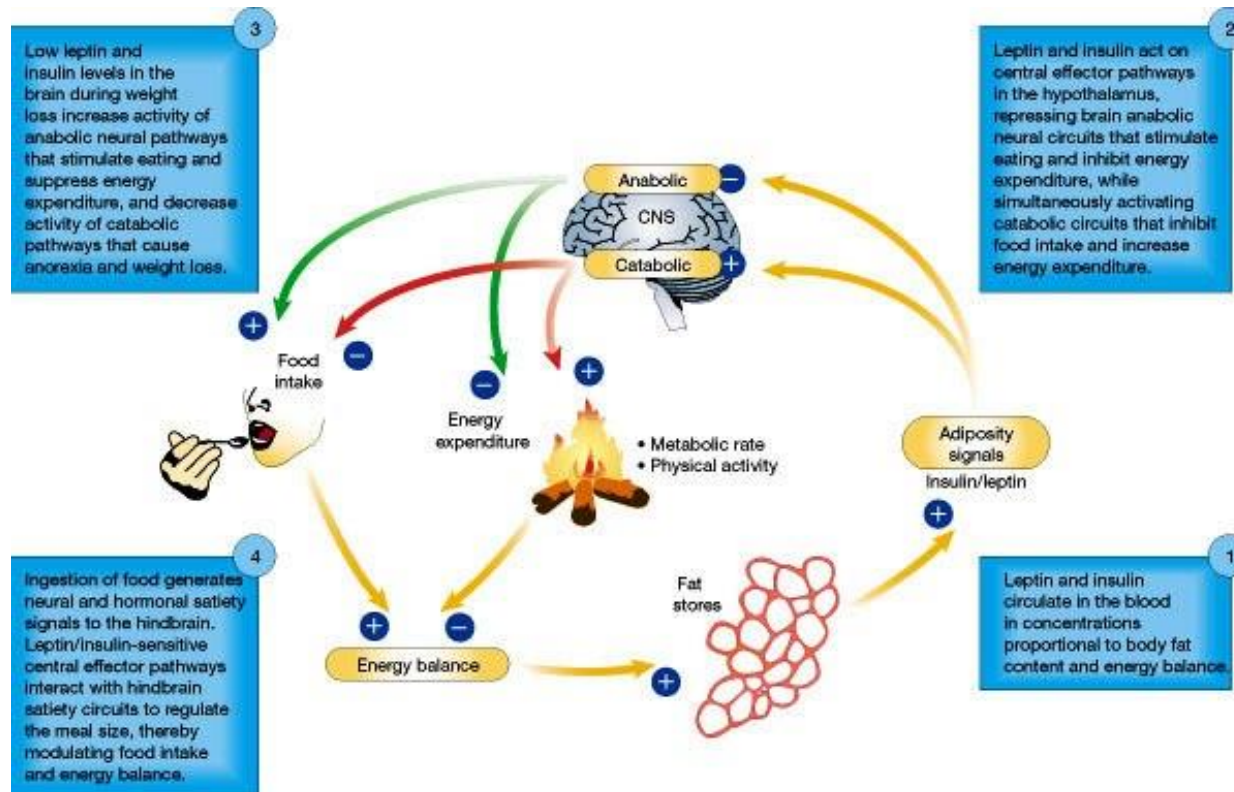 3
Low leptin and
insulin levels in the
brain during weight
loss increase activity of
anabolic neural pathways
that stimulate eating and
suppress energy
expenditure, and decrease
activity of catabolic
pathways that cause
anorexia and weight loss.
2
Leptin and insulin act on
central effector pathways
in the hypothalamus,
repressing brain anabolic
neural circuits that stimulate
eating and inhibit energy
expenditure, while
simultaneously activating
catabolic circuits that inhibit
food intake and increase
energy expenditure.
Anabolic
−
CNS
Catabolic
+
+
−
Food
intake
−
Energy
expenditure
+
• Metabolic rate
• Physical activity
Adiposity
signals
Insulin/leptin
+
4
Ingestion of food generates
neural and hormonal satiety
signals to the hindbrain.
Leptin/insulin-sensitive
central effector pathways
interact with hindbrain
satiety circuits to regulate
the meal size, thereby
modulating food intake
and energy balance.
+
−
Energy balance
+
Fat
stores
1
Leptin and insulin
circulate in the blood
in concentrations
proportional to body fat
content and energy balance.